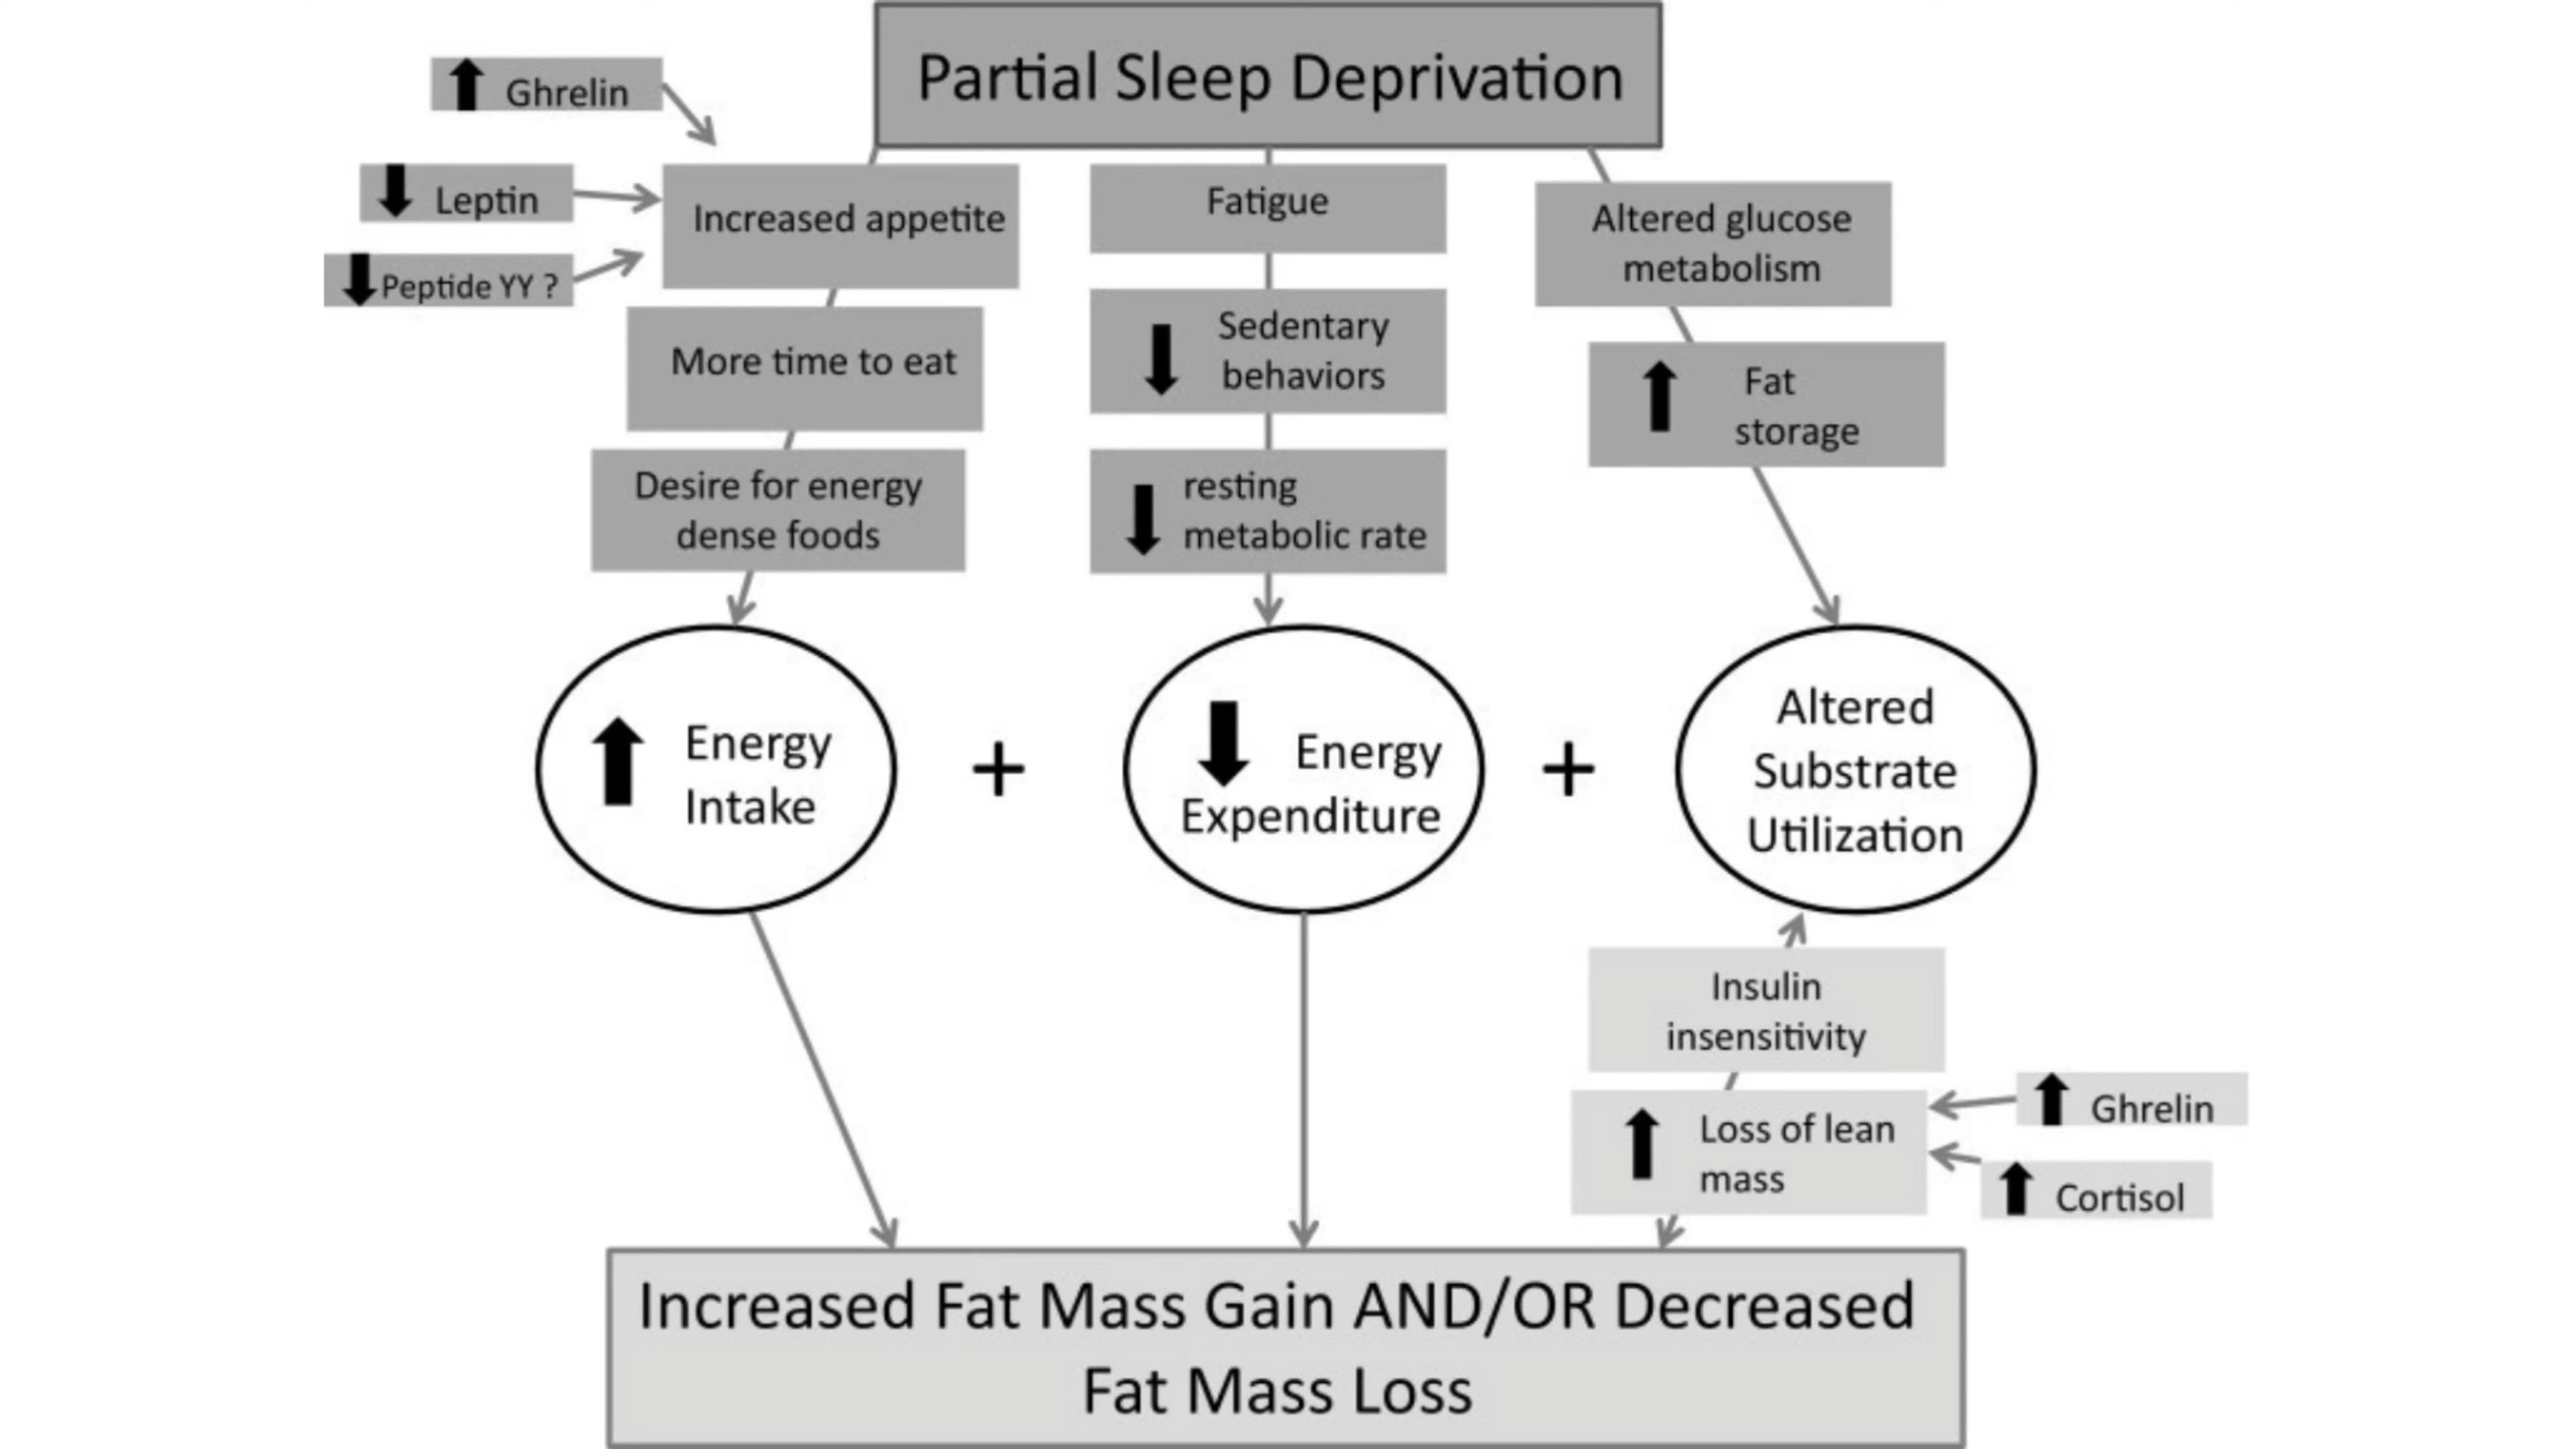 Partial Sleep Deprivation
Ghrelin
Leptin
Peptide YY ?
Increased appetite
More time to eat
Desire for energy
dense foods
Fatigue
Sedentary
behaviors
resting
metabolic rate
Altered glucose
metabolism
Fat
storage
Energy
Intake
+
Energy
Expenditure
+
Altered
Substrate
Utilization
Insulin
insensitivity
Loss of lean
mass
Ghrelin
Cortisol
Increased Fat Mass Gain AND/OR Decreased
Fat Mass Loss